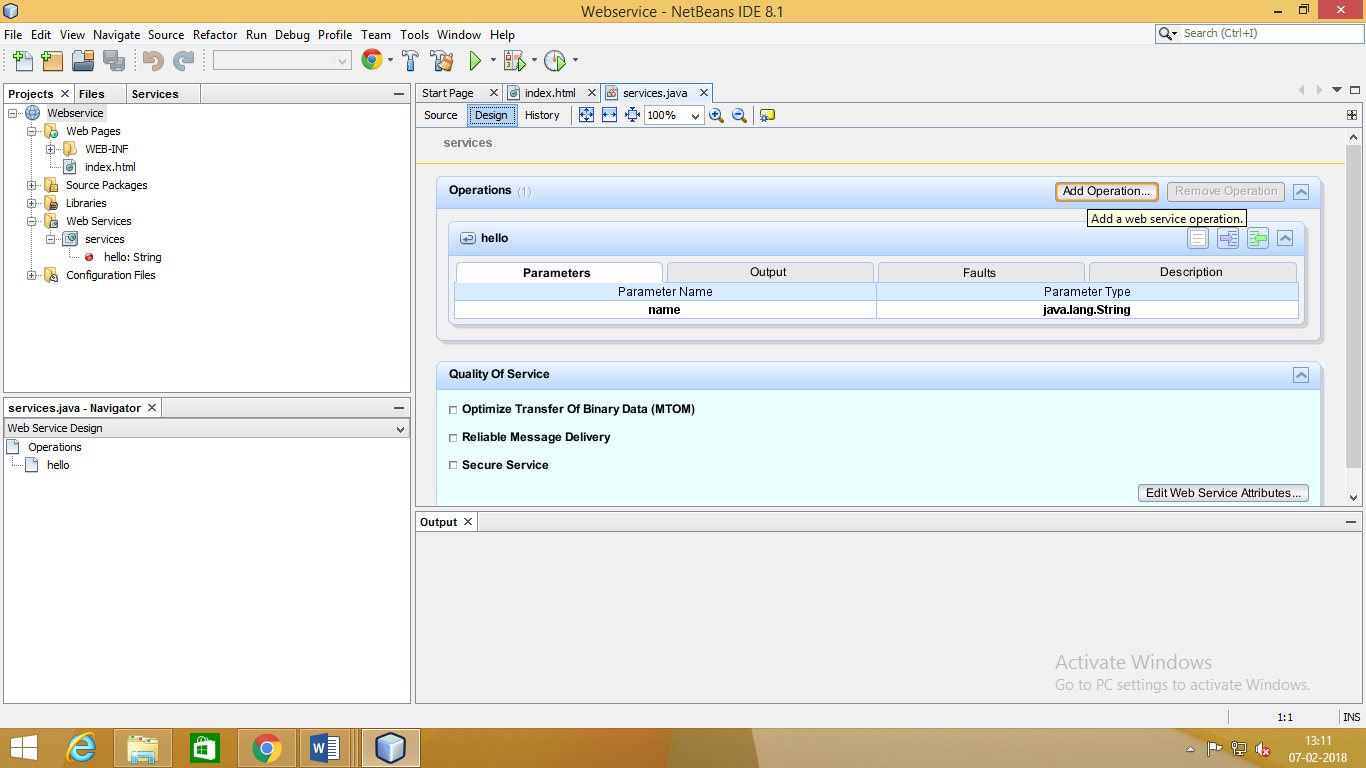 Webservice - NetBeans IDE 8.1
File Edit View Navigate Source Refactor Run Debug Profile Team Tools Window Help
Search (Ctrl+I)
Projects Files Services
Webservice
Web Pages
WEB-INF
index.html
Source Packages
Libraries
Web Services
services
hello: String
Configuration Files
services.java - Navigator
Web Service Design
Operations
hello
Start Page index.html services.java
Source Design History 100%
services
Operations (1) Add Operation... Remove Operation
Add a web service operation.
hello
Parameters Output Faults Description
Parameter Name Parameter Type
name java.lang.String
Quality Of Service
Optimize Transfer Of Binary Data (MTOM)
Reliable Message Delivery
Secure Service
Edit Web Service Attributes...
Output
Activate Windows
Go to PC settings to activate Windows.
1:1 INS
13:11
07-02-2018